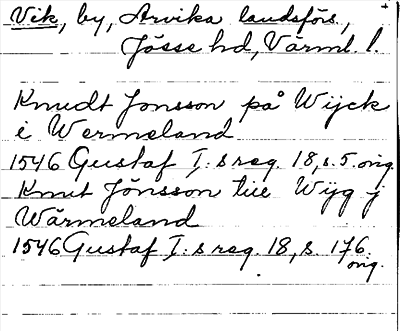 Vik, by, Arvika landsförs.,
Jösse hd, Värml. l.
Knudt Jonsson på Wijck
i Wermeland
1546 Gustaf I:s reg. 18, s. 5. orig.
Knut Jönsson tüe Wijg j
Wärmeland
1546 Gustaf I:s reg. 18, s. 176.
orig.